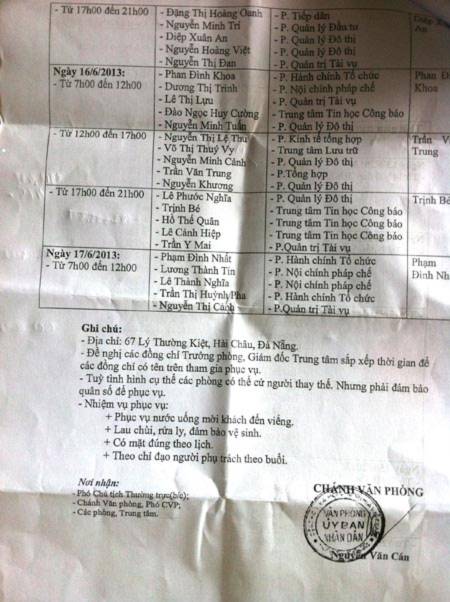 - Từ 17h00 đến 21h00
- Đặng Thị Hoàng Oanh
- P. Tiếp dân
- Nguyễn Minh Trí
- P. Quản lý Đầu tư
- Diệp Xuân An
- P. Quản lý Đô thị
An
- Nguyễn Hoàng Việt
- P. Quản lý Đô thị
- Nguyễn Thị Đan
- P. Quản trị Tài vụ
Ngày 16/6/2013:
- Từ 7h00 đến 12h00
- Phan Đình Khoa
- P. Hành chính Tổ chức
Phan Đì
Khoa
- Dương Thị Trinh
- P. Nội chính pháp chế
- Lê Thị Lựu
- P. Quản trị Tài vụ
- Đào Ngọc Huy Cường
- Trung tâm Tin học Công báo
- Nguyễn Minh Tuấn
- P. Quản lý Đô thị
- Từ 12h00 đến 17h00
- Nguyễn Thị Lệ Thu
- P. Kinh tế tổng hợp
Trần V
Trung
- Võ Thị Thuý Vy
- Trung tâm Lưu trữ
- Nguyễn Minh Cảnh
- P. Quản lý Đô thị
- Trần Văn Trung
- P.Tổng hợp
- Nguyễn Khương
- P. Quản lý Đô thị
- Từ 17h00 đến 21h00
- Lê Phước Nghĩa
- P. Quản lý Đô thị
Trịnh Bé
- Trịnh Bé
- Trung tâm Tin học Công báo
- Hồ Thế Quân
- Trung tâm Tin học Công báo
- Lê Cảnh Hiệp
- Trung tâm Tin học Công báo
- Trần Y Mai
- P.Quản trị Tài vụ
Ngày 17/6/2013:
- Từ 7h00 đến 12h00
- Phạm Đình Nhất
- P. Hành chính Tổ chức
Phạm
Đình Nh
- Lương Thành Tín
- P. Nội chính pháp chế
- Lê Thành Nghĩa
- P. Quản lý Đô thị
- Trần Thị Huỳnh Pha
- P. Hành chính Tổ chức
- Nguyễn Thị Cảnh
- P.Quản trị Tài vụ
Ghi chú:
- Địa chỉ: 67 Lý Thường Kiệt, Hải Châu, Đà Nẵng.
- Đề nghị các đồng chí Trưởng phòng, Giám đốc Trung tâm sắp xếp thời gian để
các đồng chí có tên trên tham gia phục vụ.
- Tuỳ tình hình cụ thể các phòng có thể cử người thay thế. Nhưng phải đảm bảo
quân số để phục vụ.
- Nhiệm vụ phục vụ:
+ Phục vụ nước uống mời khách đến viếng.
+ Lau chùi, rửa ly, đảm bảo vệ sinh.
+ Có mặt đúng theo lịch.
+ Theo chỉ đạo người phụ trách theo buổi.
Nơi nhận:
- Phó Chủ tịch Thường trực(b/c);
- Chánh Văn phòng, Phó CVP;
- Các phòng, Trung tâm.
CHÁNH VĂN PHÒNG
VĂN PHÒNG
ỦY BAN
NHÂN DÂN
Nguyễn Văn Cán